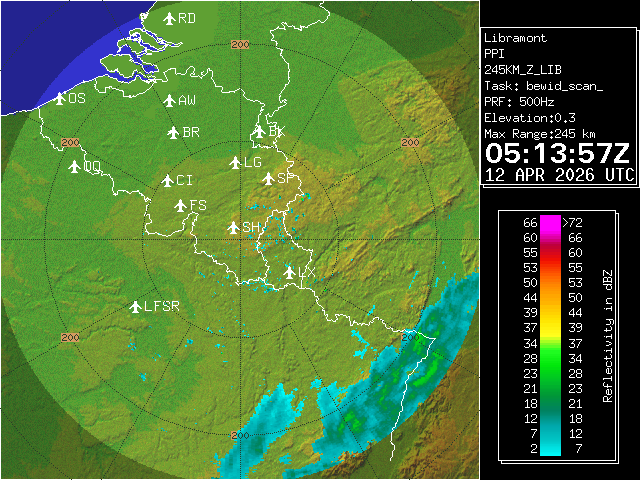 RD
200
OS
AW
BR
BK
200
200
QQ
LG
CI
SP
FS
SH
LX
LFSR
200
200
200
Libramont
PPI
245KM_Z_LIB
Task: bewid_scan_
PRF: 500Hz
Elevation:0.3
Max Range:245 km
05:13:57Z
12 APR 2026 UTC
66 >72
60 66
55 60
53 55
50 53
44 50
39 44
37 39
34 37
28 34
23 28
21 23
18 21
12 18
7 12
2 7
Reflectivity in dBZ